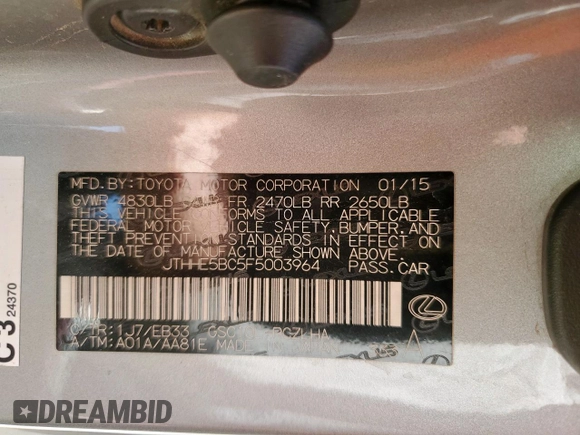 MFD. BY: TOYOTA MOTOR CORPORATION 01/15
GVWR 4830LB FR 2470LB RR 2650LB
THIS VEHICLE TO ALL
FEDERAL MOTOR VEHICLE SAFETY, BUMPER, AND
THEFT PREVENTION STANDARDS IN EFFECT ON
THE DATE OF MANUFACTURE SHOWN ABOVE.
JTHHE5BC5F5003964 PASS. CAR
C/TR: 1J7/EB33
A/TM: A01A/AA81E
C 3
24370
DREAMBID